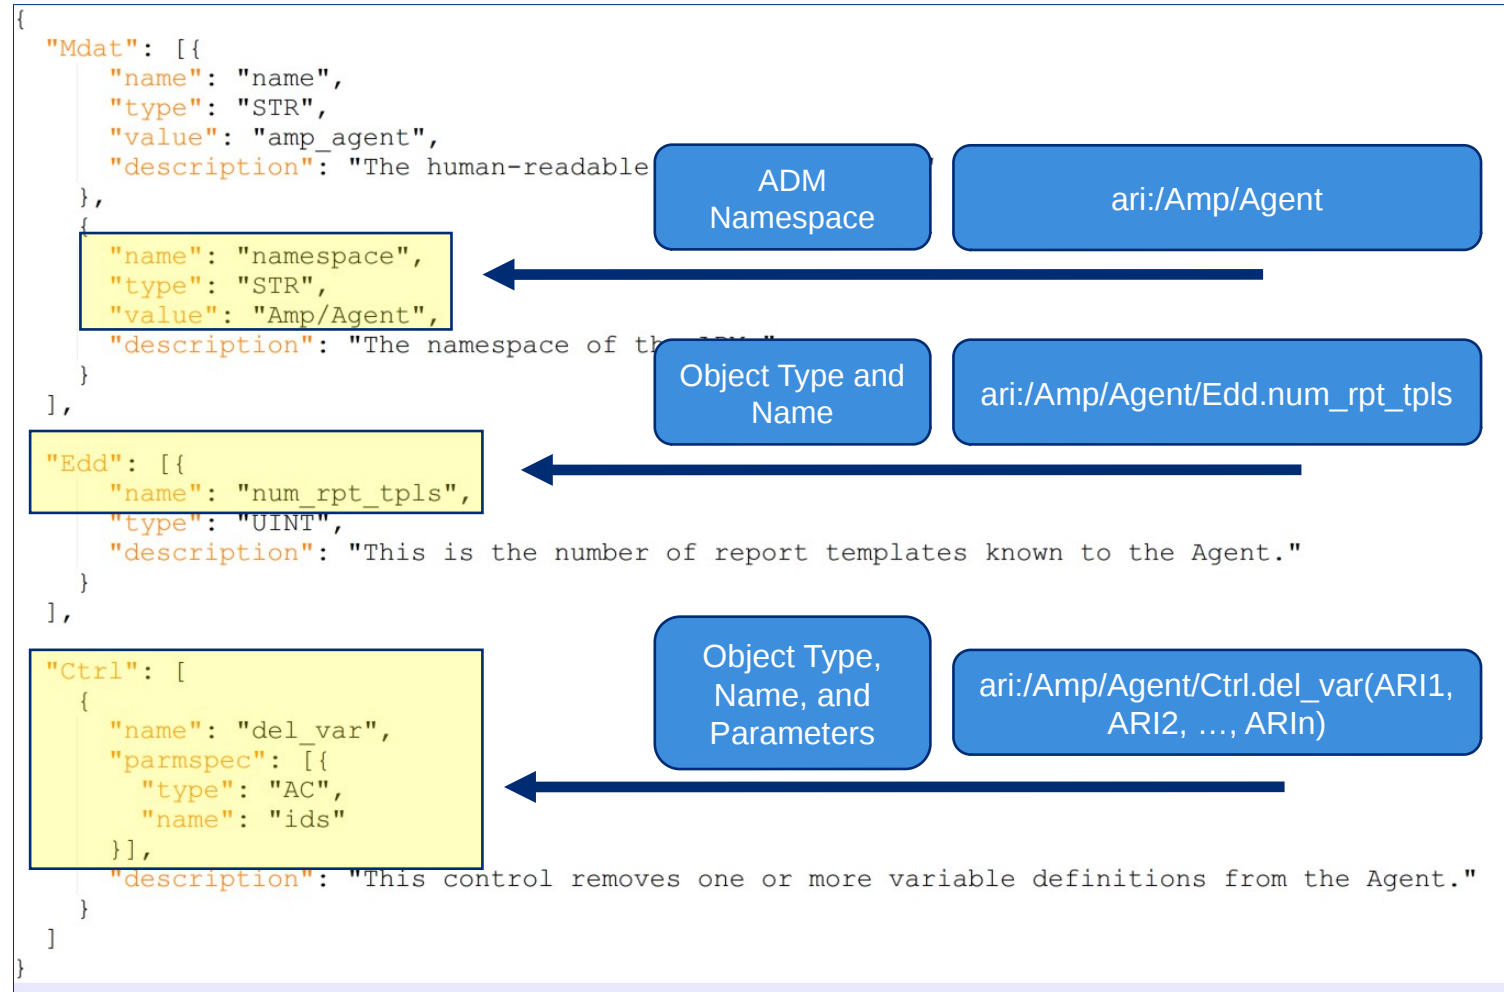 {
"Mdat": [{
"name": "name",
"type": "STR",
"value": "amp_agent",
"description": "The human-readable
},
{
"name": "namespace",
"type": "STR",
"value": "Amp/Agent",
"description": "The namespace of
}
],
"Edd": [{
"name": "num_rpt_tpls",
"type": "UINT",
"description": "This is the number of report templates known to the Agent."
}
],
"Ctrl": [
{
"name": "del_var",
"parmspec": [{
"type": "AC",
"name": "ids"
}],
"description": "This control removes one or more variable definitions from the Agent."
}
]
}
ADM
Namespace
ari:/Amp/Agent
Object Type and
Name
ari:/Amp/Agent/Edd.num_rpt_tpls
Object Type,
Name, and
Parameters
ari:/Amp/Agent/Ctrl.del_var(ARI1,
ARI2, …, ARIn)